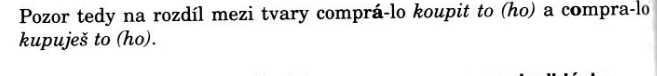 Pozor tedy na rozdíl mezi tvary comprá-lo koupit to (ho) a compra-lo
kupuješ to (ho).